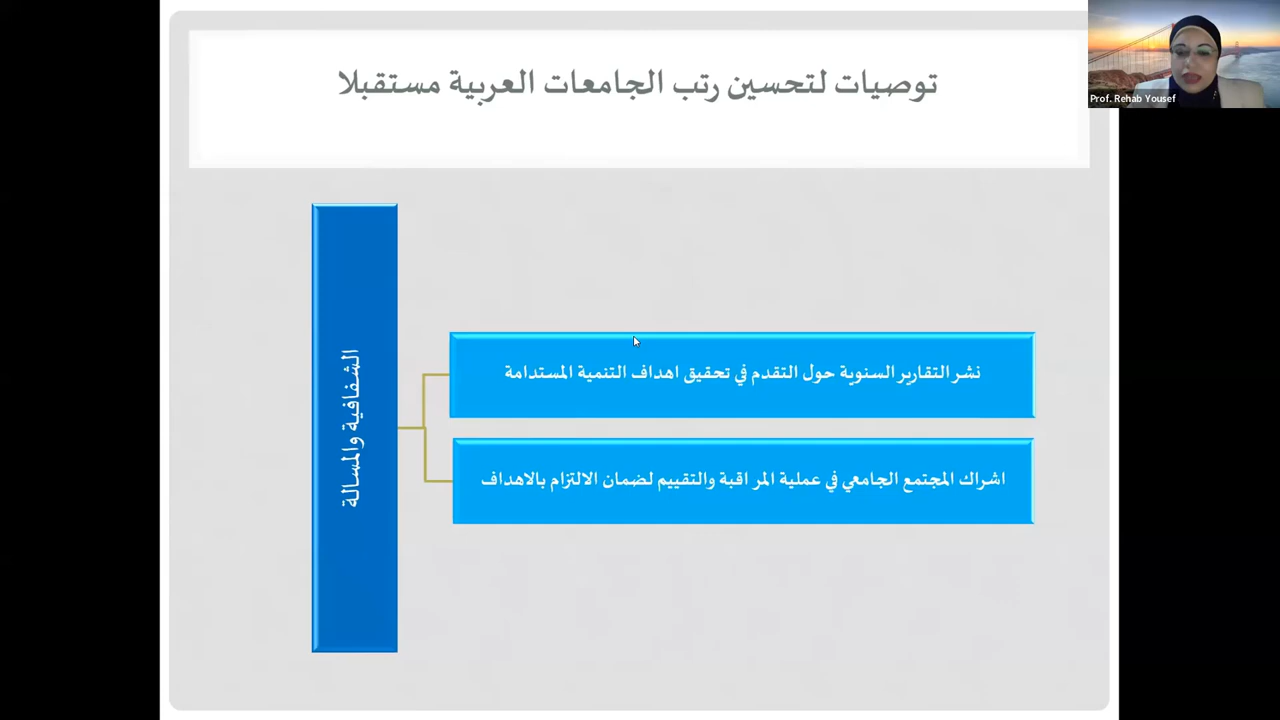 توصيات لتحسين رتب الجامعات العربية مستقبلا
Prof. Rehab Yousef
الشفافية والمسالة
نشر التقارير السنوية حول التقدم في تحقيق اهداف التنمية المستدامة
اشراك المجتمع الجامعي في عملية المراقبة والتقييم لضمان الالتزام بالاهداف